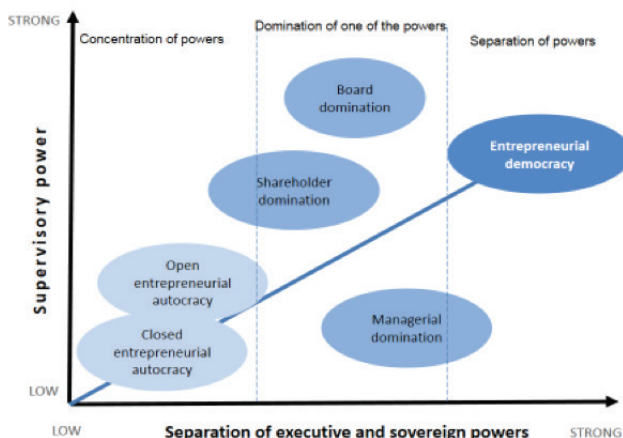 STRONG
Concentration of powers
Domination of one of the powers
Separation of powers
Board
domination
Entrepreneurial
democracy
Shareholder
domination
Supervisory power
Open
entrepreneurial
autocracy
Managerial
domination
Closed
entrepreneurial
autocracy
LOW
LOW
Separation of executive and sovereign powers
STRONG